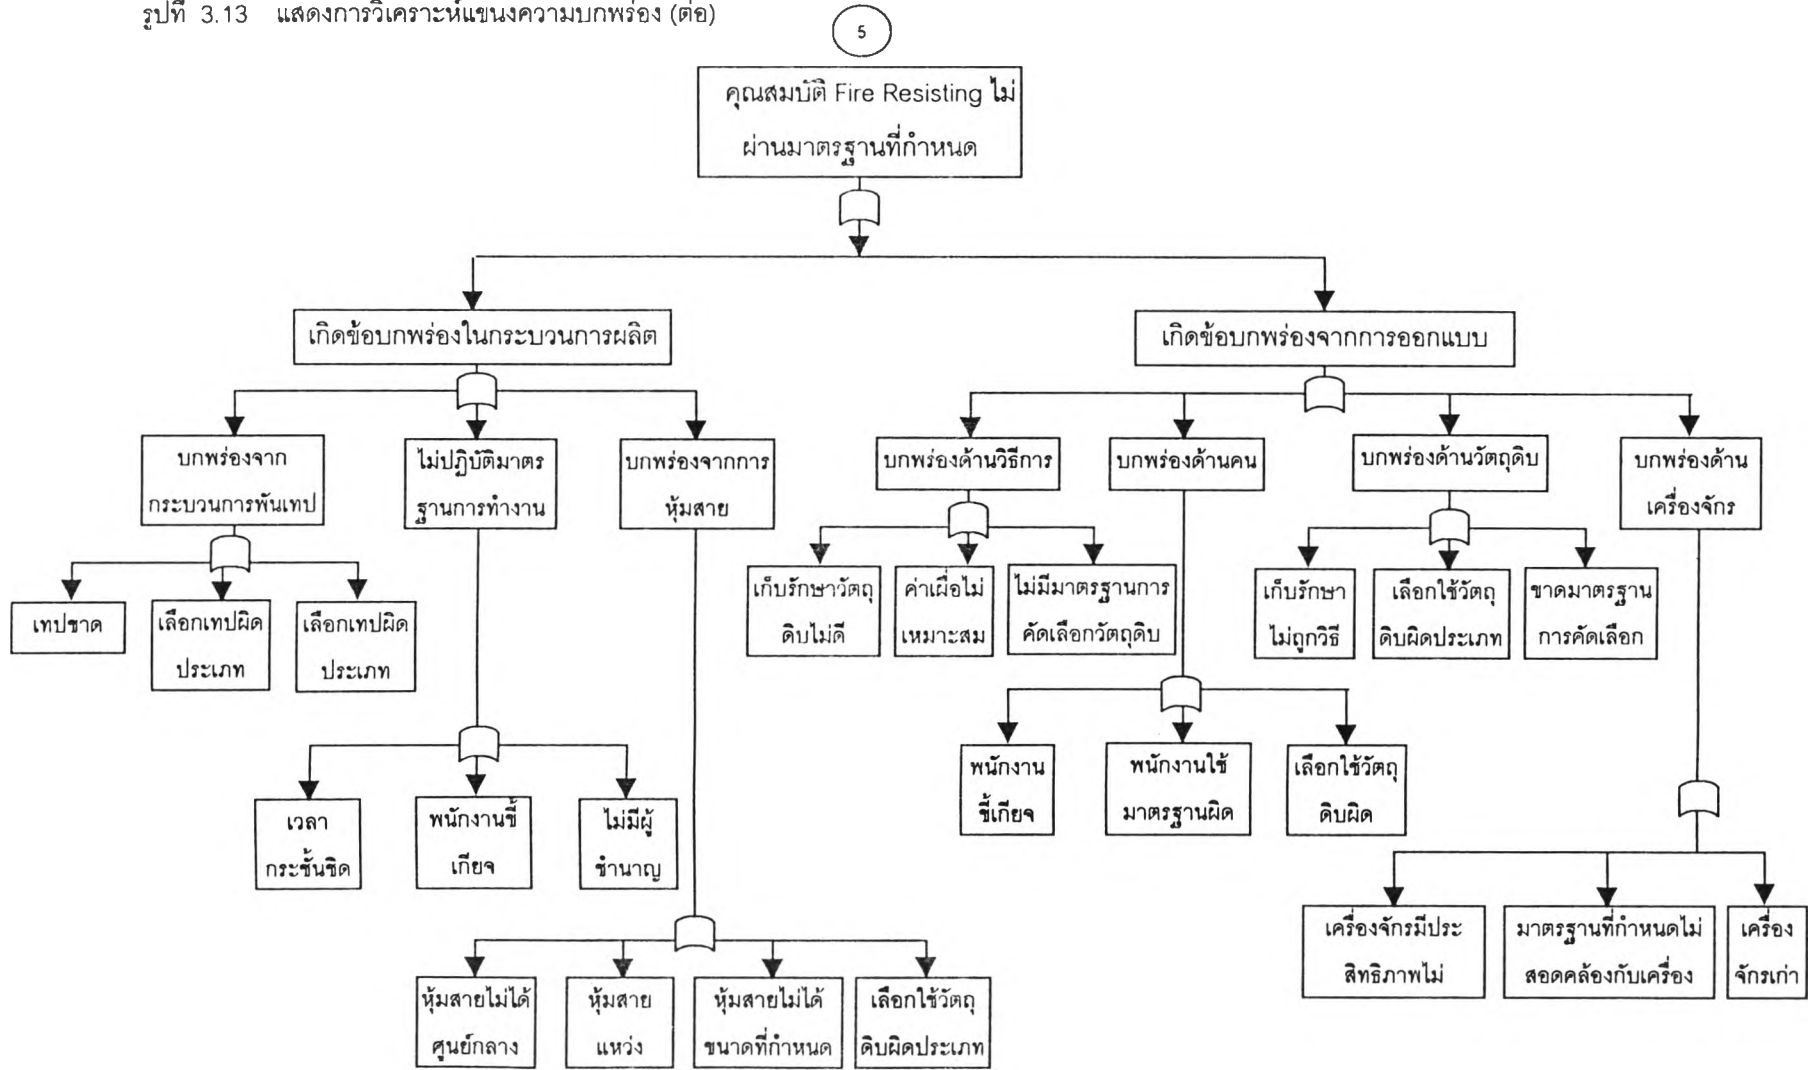 รูปที่ 3.13 แสดงการวิเคราะห์แขนงความบกพร่อง (ต่อ)
5
คุณสมบัติ Fire Resisting ไม่
ผ่านมาตรฐานที่กำหนด
เกิดข้อบกพร่องในกระบวนการผลิต
เกิดข้อบกพร่องจากการออกแบบ
บกพร่องจาก
กระบวนการพันเทป
ไม่ปฏิบัติมาตร
ฐานการทำงาน
บกพร่องจากการ
หุ้มสาย
บกพร่องด้านวิธีการ
บกพร่องด้านคน
บกพร่องด้านวัตถุดิบ
บกพร่องด้าน
เครื่องจักร
เทปขาด
เลือกเทปผิด
ประเภท
เลือกเทปผิด
ประเภท
เก็บรักษาวัตถุ
ดิบไม่ดี
ค่าเผื่อไม่
เหมาะสม
ไม่มีมาตรฐานการ
คัดเลือกวัตถุดิบ
เก็บรักษา
ไม่ถูกวิธี
เลือกใช้วัตถุ
ดิบผิดประเภท
ขาดมาตรฐาน
การคัดเลือก
เวลา
กระชั้นชิด
พนักงานขี้
เกียจ
ไม่มีผู้
ชำนาญ
พนักงาน
ขี้เกียจ
พนักงานใช้
มาตรฐานผิด
เลือกใช้วัตถุ
ดิบผิด
หุ้มสายไม่ได้
ศูนย์กลาง
หุ้มสาย
แหว่ง
หุ้มสายไม่ได้
ขนาดที่กำหนด
เลือกใช้วัตถุ
ดิบผิดประเภท
เครื่องจักรมีประ
สิทธิภาพไม่
มาตรฐานที่กำหนดไม่
สอดคล้องกับเครื่อง
เครื่อง
จักรเก่า